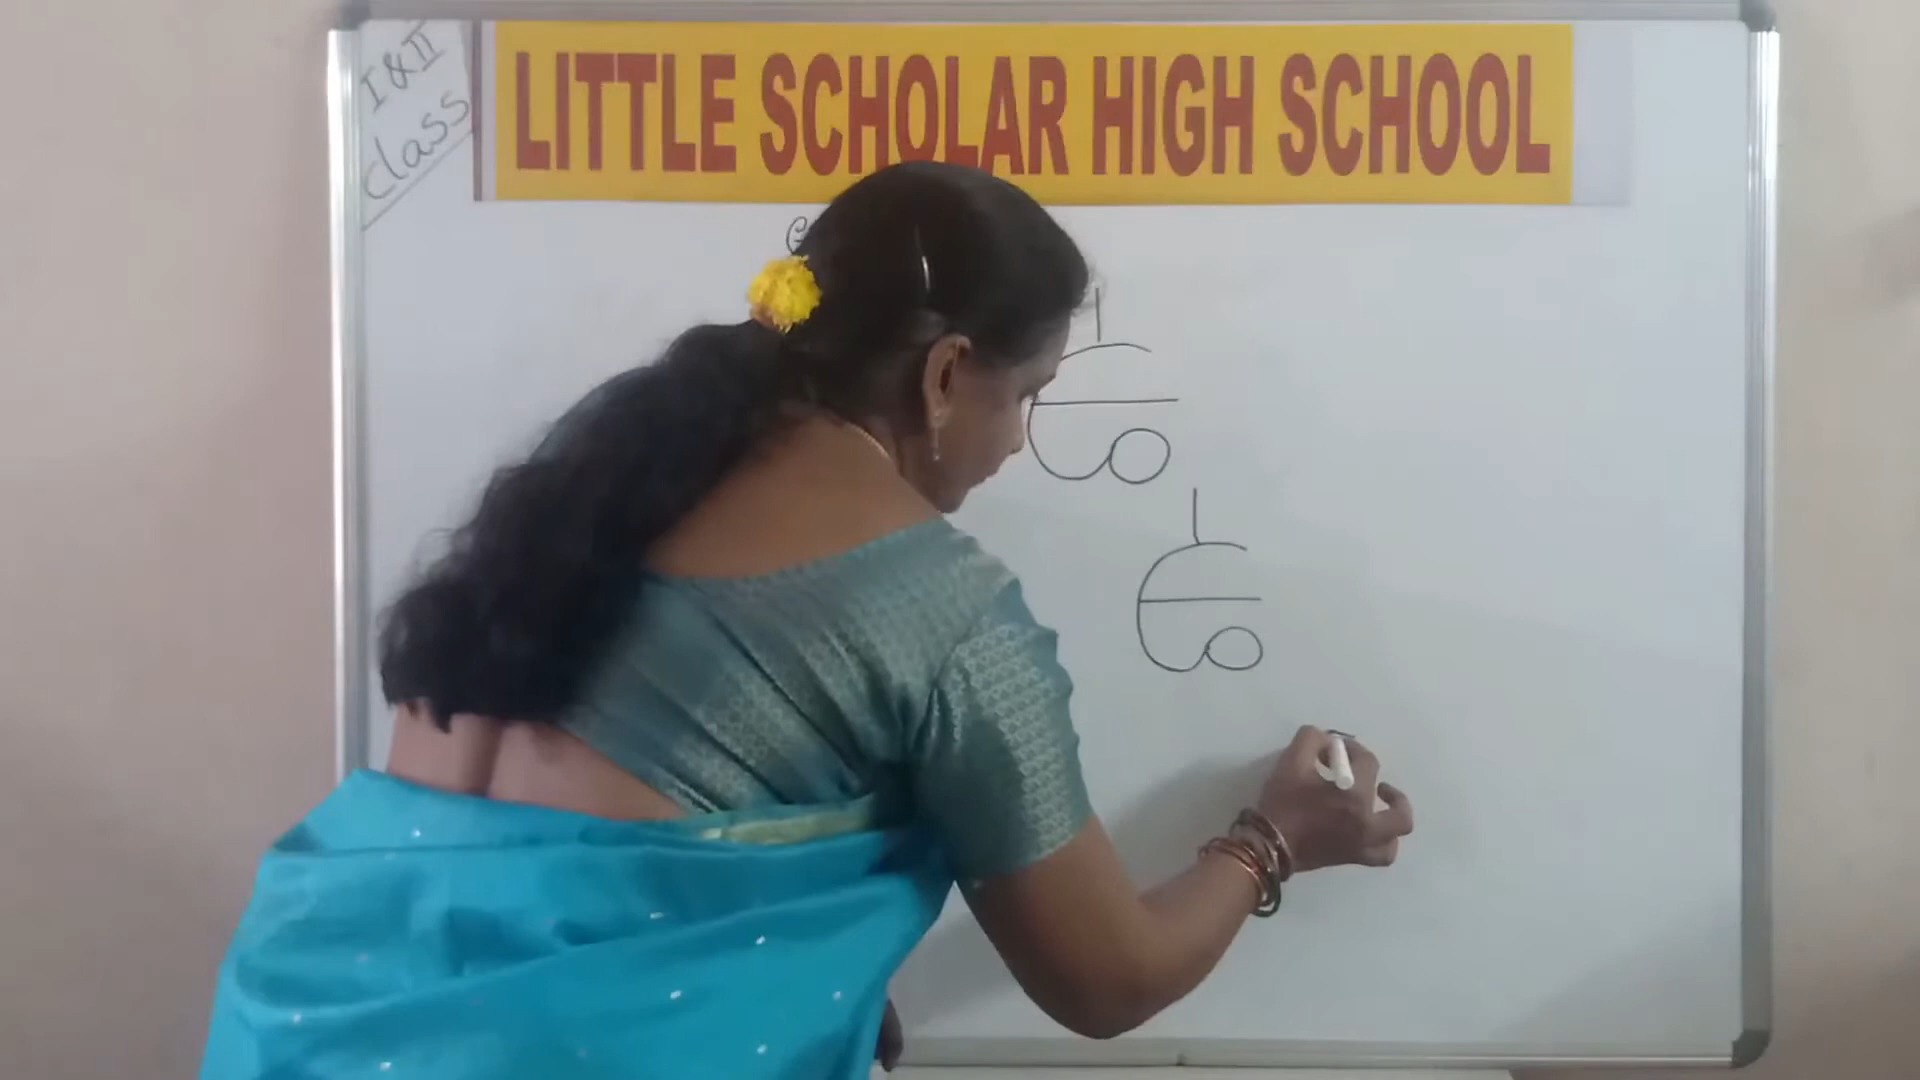 I & II
class
LITTLE SCHOLAR HIGH SCHOOL
ఈ
ఈ